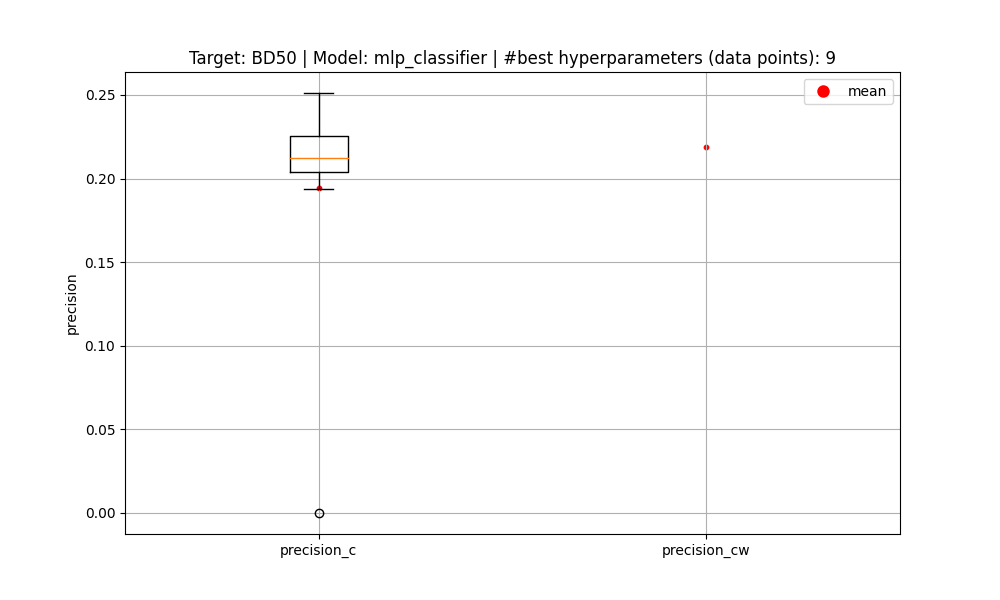 Target: BD50 | Model: mlp_classifier | #best hyperparameters (data points): 9
mean
0.25
0.20
0.15
0.10
0.05
0.00
precision
precision_c
precision_cw